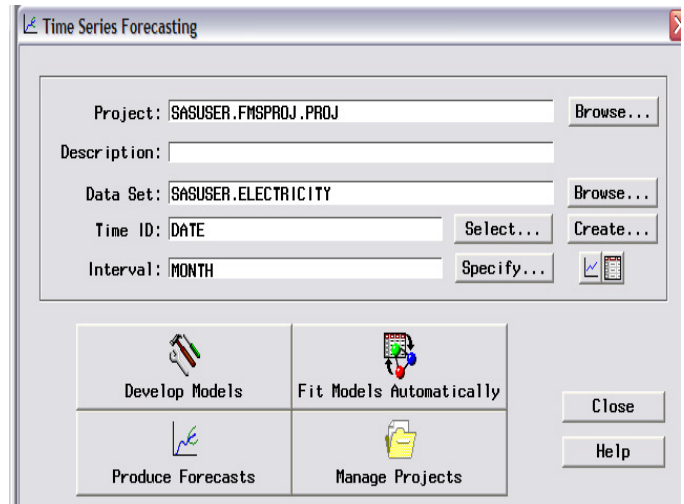 Time Series Forecasting
Project: SASUSER.FMSPROJ.PROJ Browse...
Description:
Data Set: SASUSER.ELECTRICITY Browse...
Time ID: DATE Select... Create...
Interval: MONTH Specify...
Develop Models Fit Models Automatically
Close
Produce Forecasts Manage Projects
Help